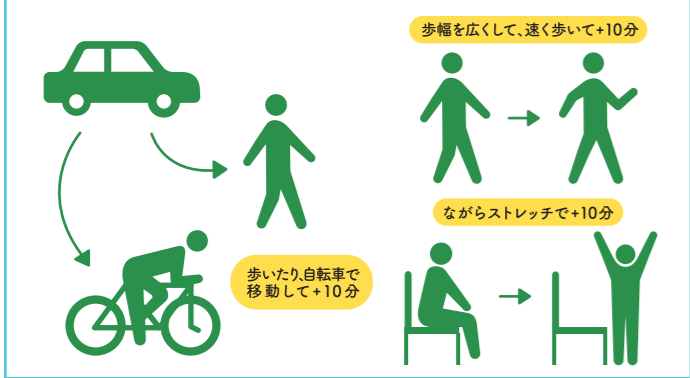 歩幅を広くして、速く歩いて+10分
ながらストレッチで+10分
歩いたり、自転車で
移動して+10分